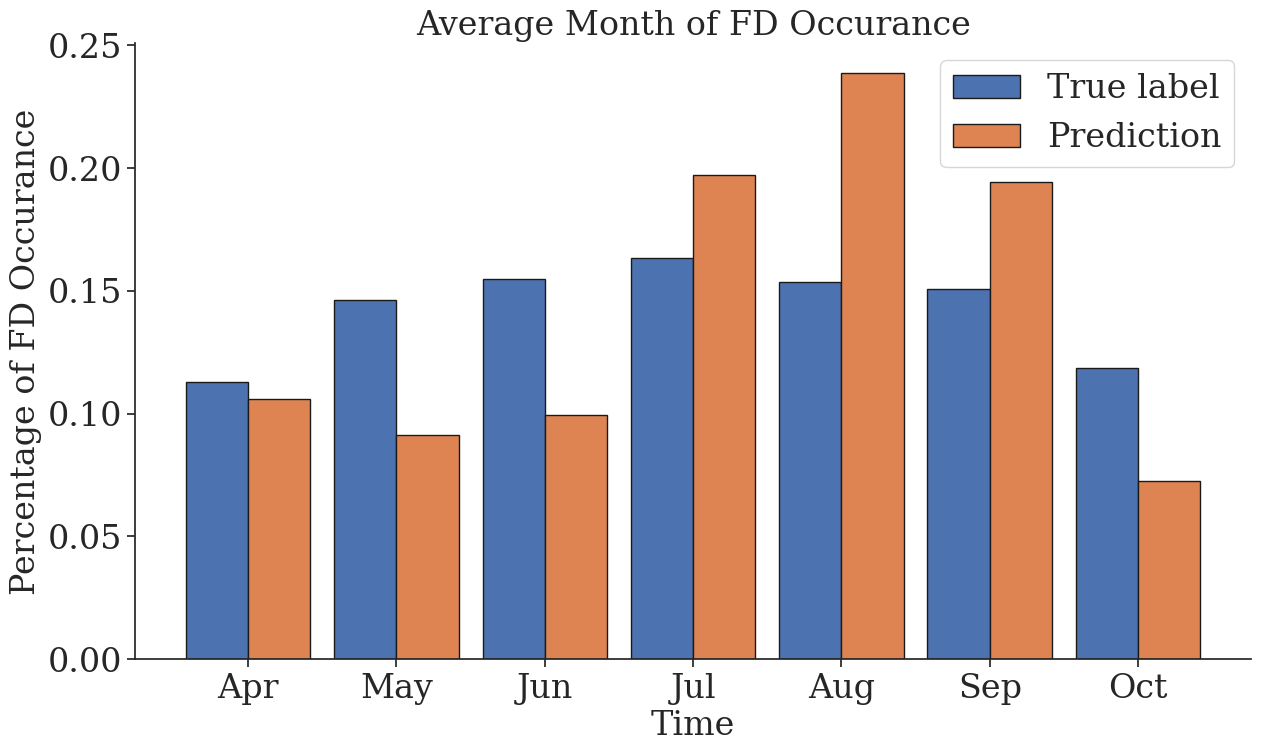 Average Month of FD Occurance
True label
Prediction
Percentage of FD Occurance
0.25
0.20
0.15
0.10
0.05
0.00
Apr May Jun Jul Aug Sep Oct
Time